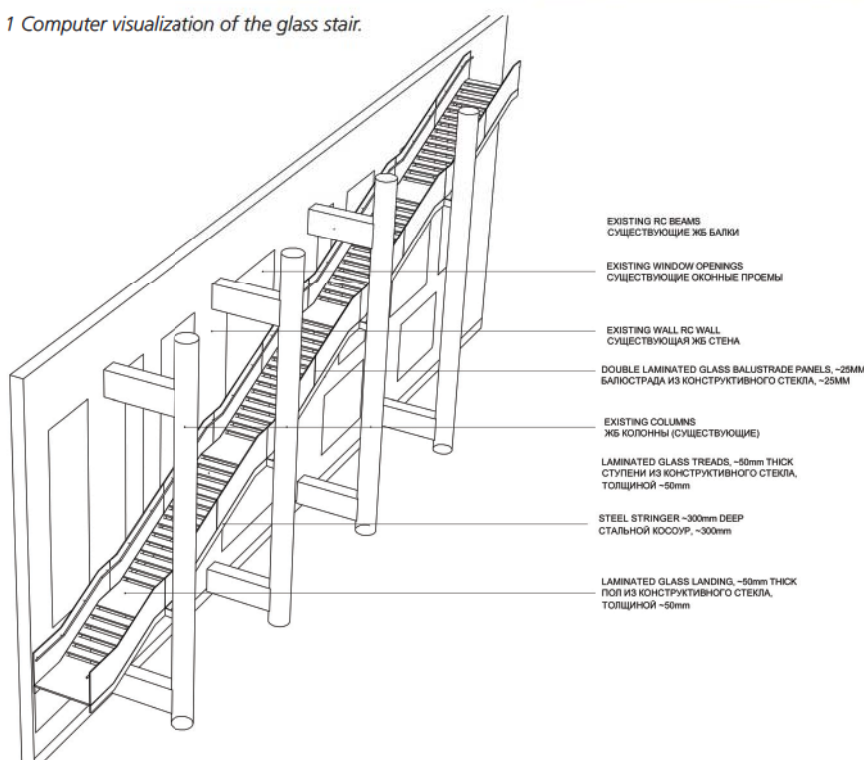 1 Computer visualization of the glass stair.
EXISTING RC BEAMS
СУЩЕСТВУЮЩИЕ ЖБ БАЛКИ
EXISTING WINDOW OPENINGS
СУЩЕСТВУЮЩИЕ ОКОННЫЕ ПРОЕМЫ
EXISTING WALL RC WALL
СУЩЕСТВУЮЩАЯ ЖБ СТЕНА
DOUBLE LAMINATED GLASS BALUSTRADE PANELS, ~25MM
БАЛЮСТРАДА ИЗ КОНСТРУКТИВНОГО СТЕКЛА, ~25MM
EXISTING COLUMNS
ЖБ КОЛОННЫ (СУЩЕСТВУЮЩИЕ)
LAMINATED GLASS TREADS, ~50mm THICK
СТУПЕНИ ИЗ КОНСТРУКТИВНОГО СТЕКЛА,
ТОЛЩИНОЙ ~50mm
STEEL STRINGER ~300mm DEEP
СТАЛЬНОЙ КОСОУР, ~300mm
LAMINATED GLASS LANDING, ~50mm THICK
ПОЛ ИЗ КОНСТРУКТИВНОГО СТЕКЛА,
ТОЛЩИНОЙ ~50mm